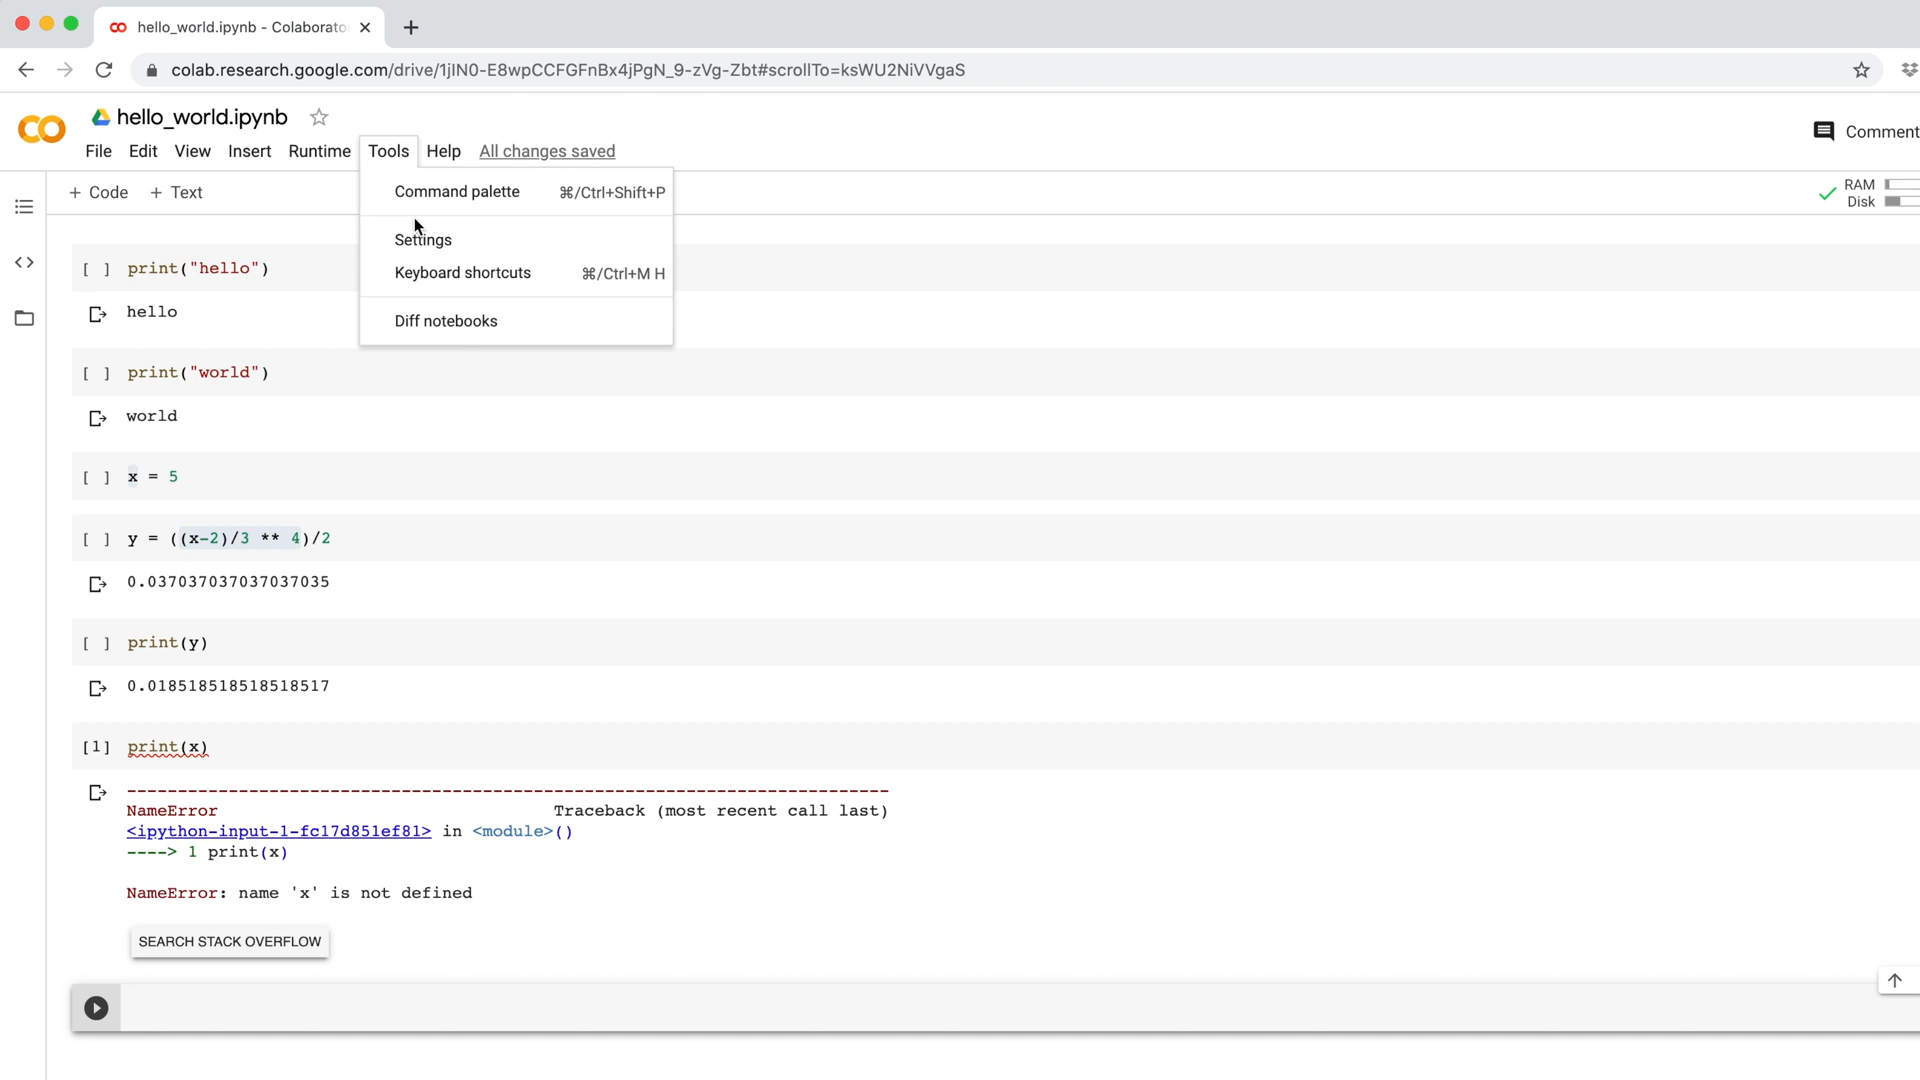 hello_world.ipynb - Colaborato
colab.research.google.com/drive/1jIN0-E8wpCCFGFnBx4jPgN_9-zVg-Zbt#scrollTo=ksWU2NiVVgaS
hello_world.ipynb
Comment
File Edit View Insert Runtime Tools Help All changes saved
+ Code + Text
RAM
Disk
Command palette ⌘/Ctrl+Shift+P
Settings
Keyboard shortcuts ⌘/Ctrl+M H
Diff notebooks
[ ] print("hello")
hello
[ ] print("world")
world
[ ] x = 5
[ ] y = ((x-2)/3 ** 4)/2
0.037037037037037035
[ ] print(y)
0.018518518518518517
[1] print(x)
---------------------------------------------------------------------------
NameError Traceback (most recent call last)
<ipython-input-1-fc17d851ef81> in <module>()
----> 1 print(x)
NameError: name 'x' is not defined
SEARCH STACK OVERFLOW